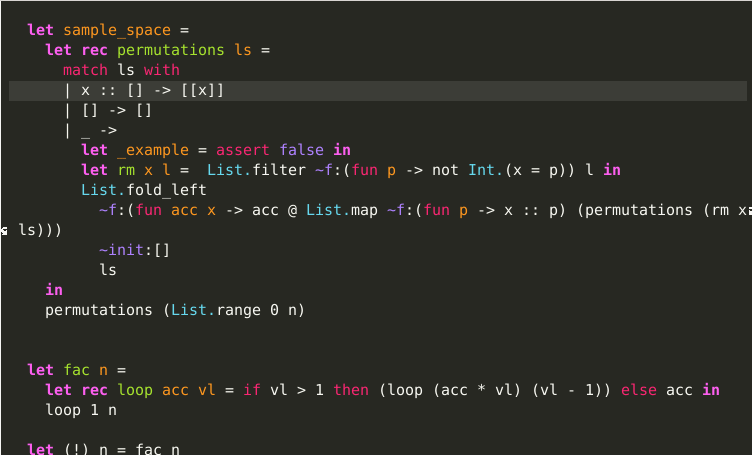 let sample_space =
let rec permutations ls =
match ls with
| x :: [] -> [[x]]
| [] -> []
| _ ->
let _example = assert false in
let rm x l =  List.filter ~f:(fun p -> not Int.(x = p)) l in
List.fold_left
~f:(fun acc x -> acc @ List.map ~f:(fun p -> x :: p) (permutations (rm x
ls)))
~init:[]
ls
in
permutations (List.range 0 n)
let fac n =
let rec loop acc vl = if vl > 1 then (loop (acc * vl) (vl - 1)) else acc in
loop 1 n
let (!) n = fac n